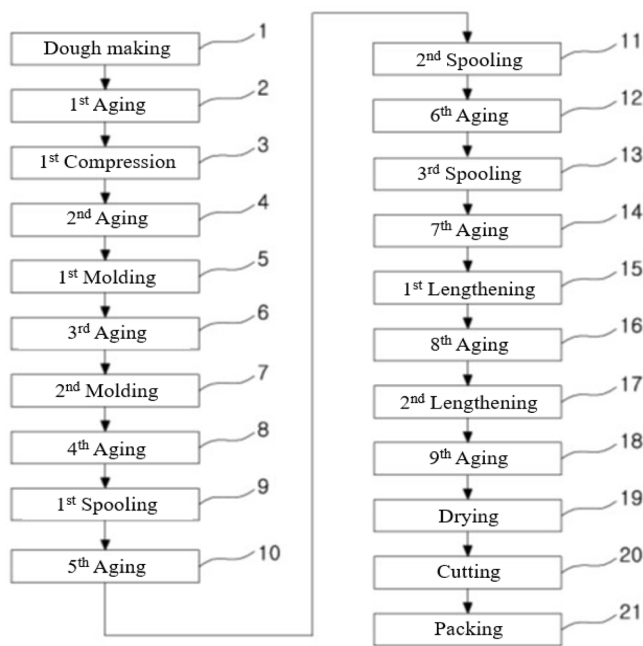 Dough making
1
1st Aging
2
1st Compression
3
2nd Aging
4
1st Molding
5
3rd Aging
6
2nd Molding
7
4th Aging
8
1st Spooling
9
5th Aging
10
2nd Spooling
11
6th Aging
12
3rd Spooling
13
7th Aging
14
1st Lengthening
15
8th Aging
16
2nd Lengthening
17
9th Aging
18
Drying
19
Cutting
20
Packing
21